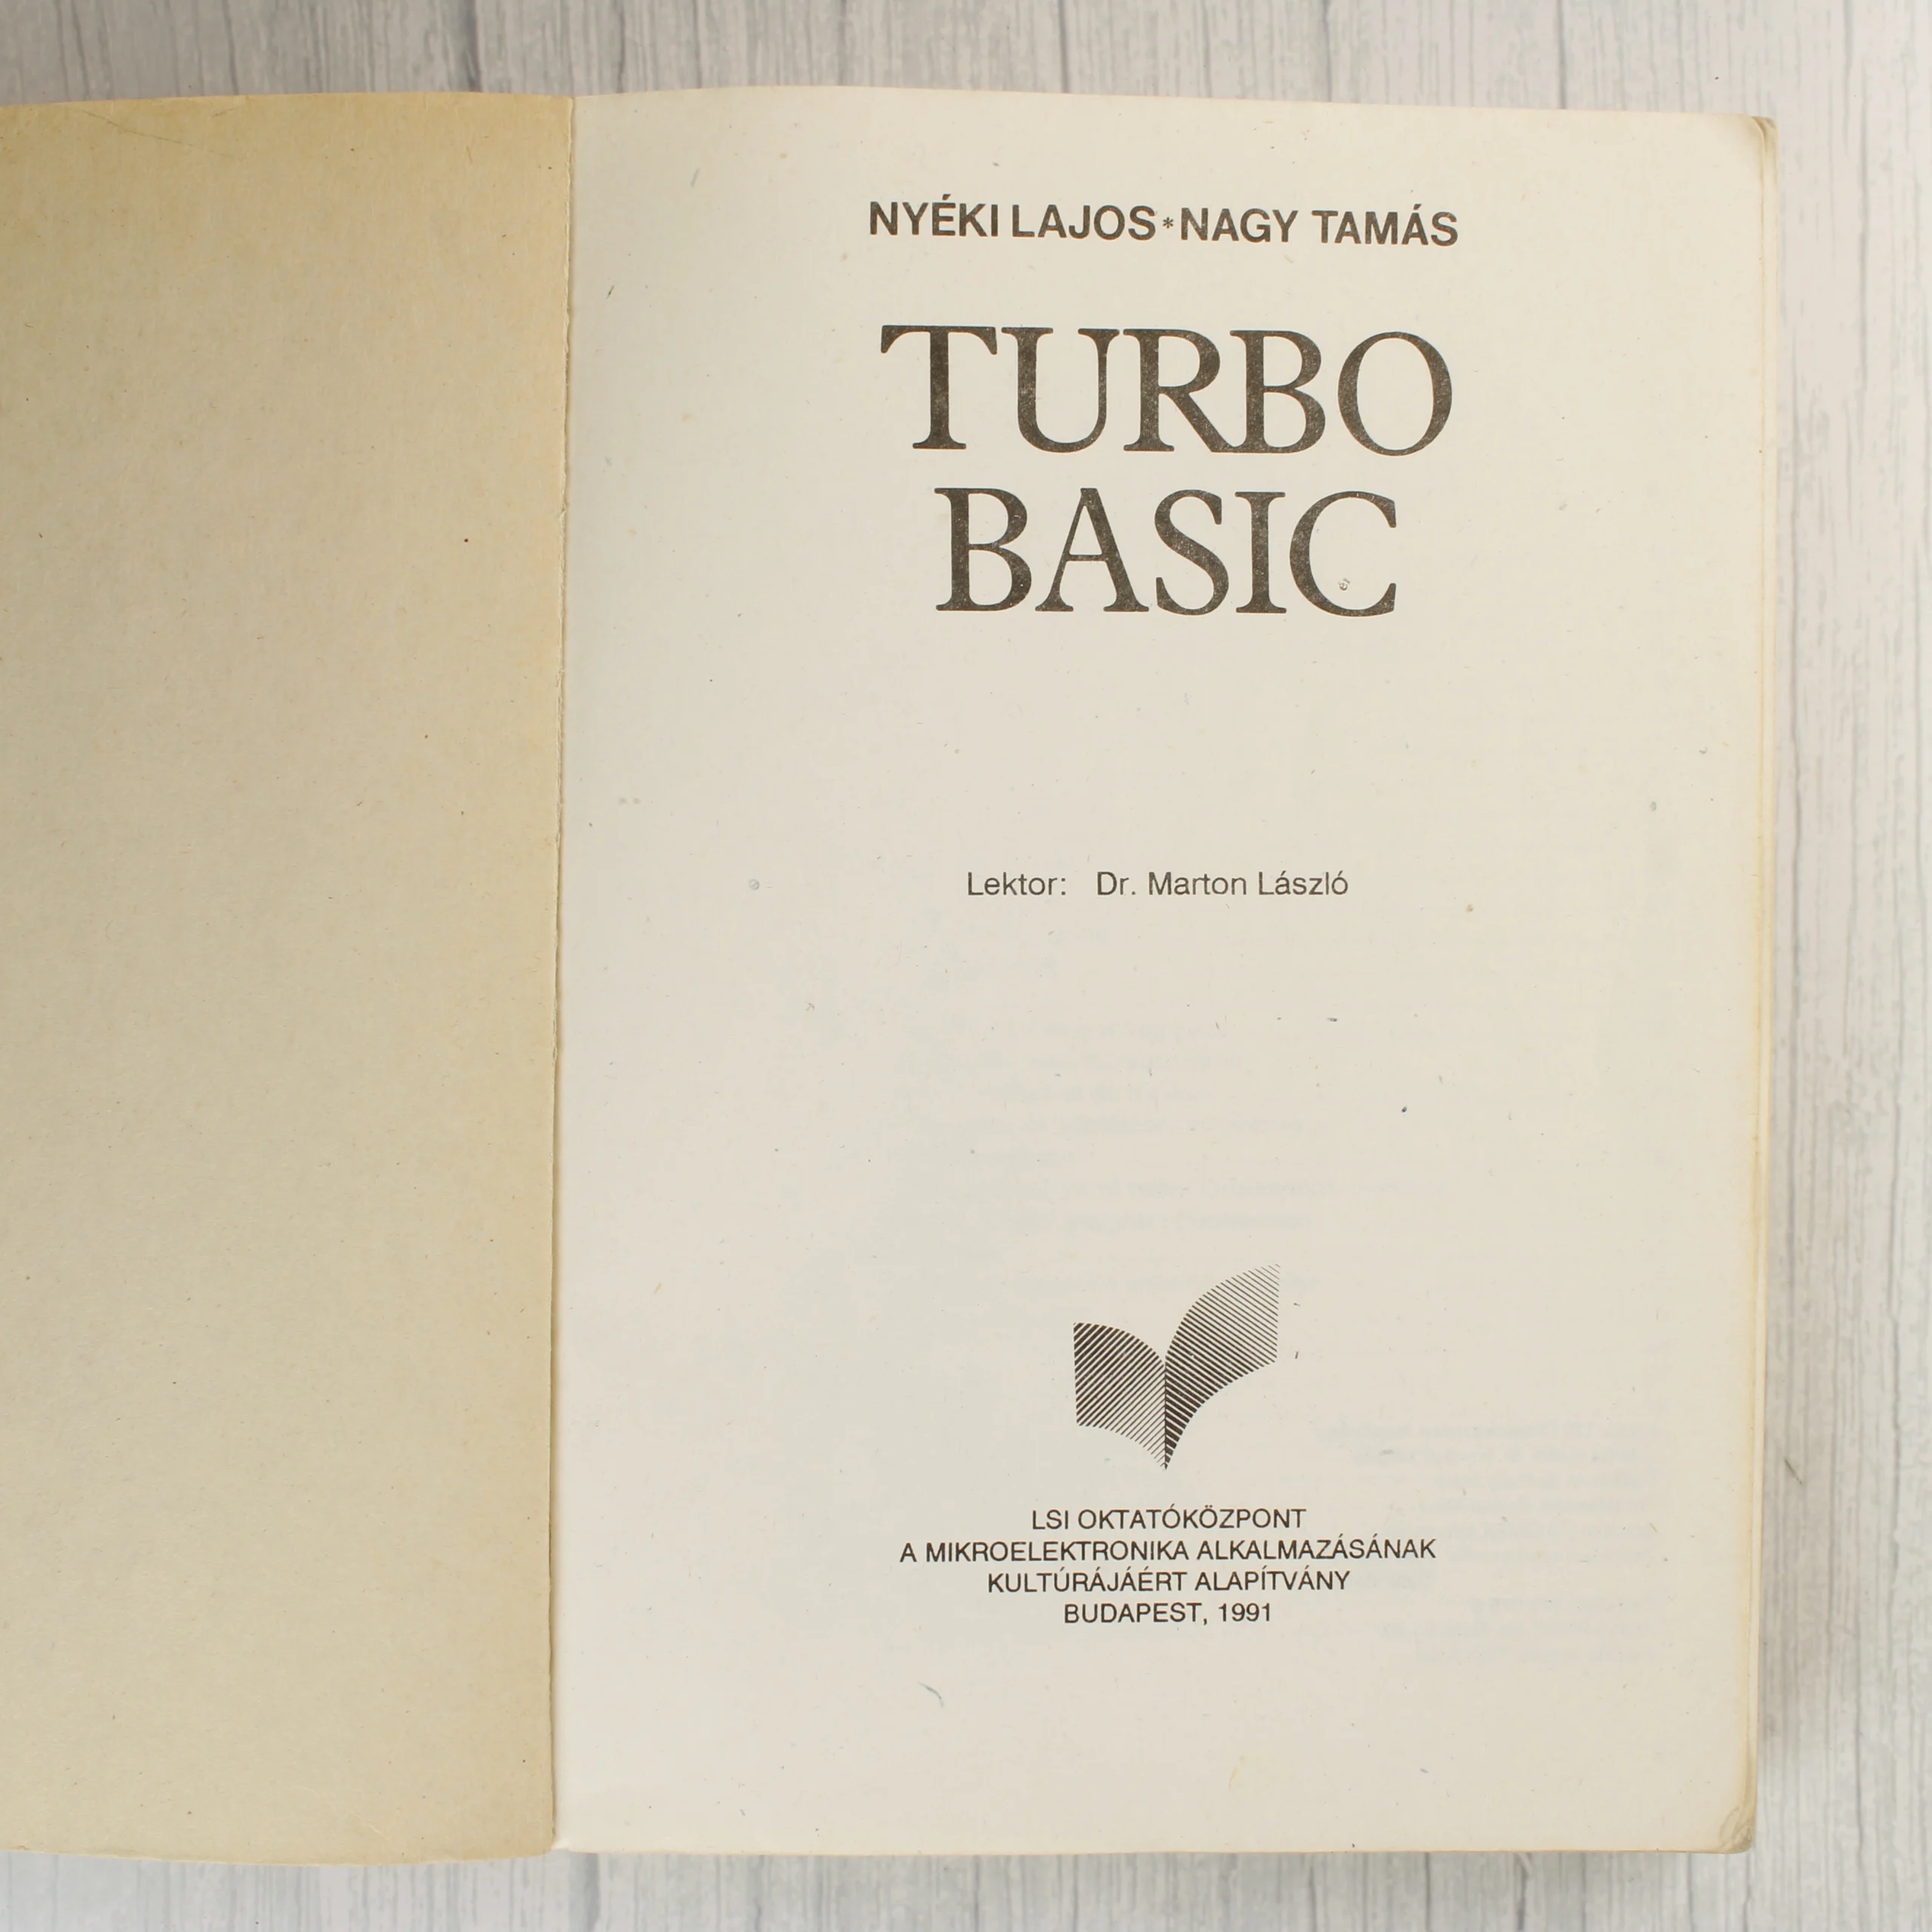 NYÉKI LAJOS*NAGY TAMÁS
TURBO
BASIC
Lektor: Dr. Marton László
LSI OKTATÓKÖZPONT
A MIKROELEKTRONIKA ALKALMAZÁSÁNAK
KULTÚRÁJÁÉRT ALAPÍTVÁNY
BUDAPEST, 1991